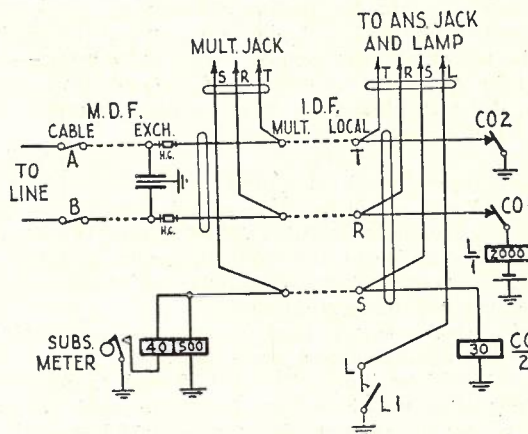 TO ANS. JACK
AND LAMP
MULT. JACK
S R T
T R S L
M.D.F.
I.D.F.
CABLE EXCH.
MULT. LOCAL
A
H.G.
T
CO2
TO
LINE
B
H.G.
R
CO
L
1
2000
S
SUBS.
METER
40 500
L
L1
30
CO
2